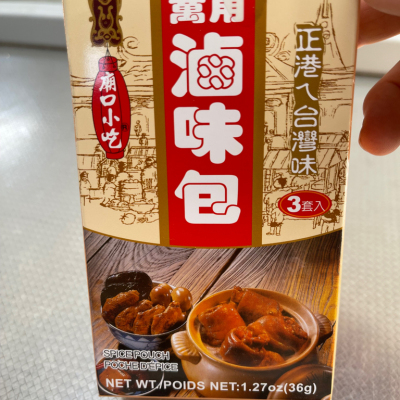 萬用
滷味包
廟口小吃
正港ㄟ台灣味
3套入
SPICE POUCH
POCHE D'ÉPICE
NET WT./POIDS NET:1.27oz(36g)